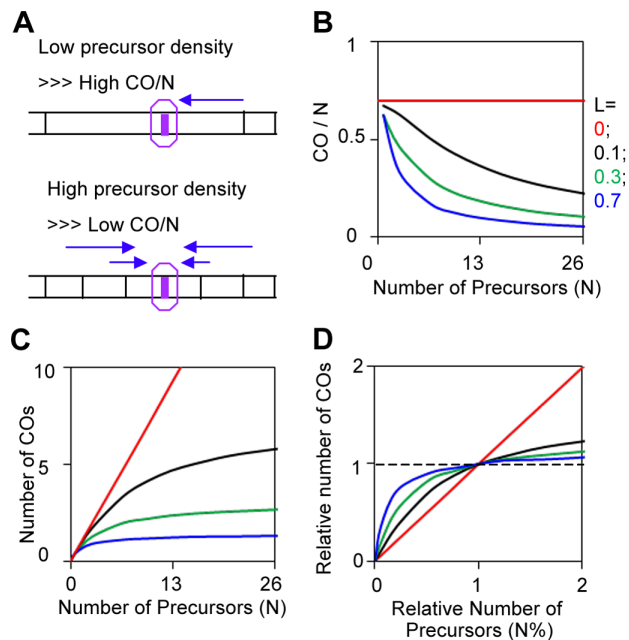 A
Low precursor density
>>> High CO/N
High precursor density
>>> Low CO/N
B
1
0.5
0
CO / N
0
13
26
Number of Precursors (N)
L=
0;
0.1;
0.3;
0.7
C
10
5
0
Number of COs
0
13
26
Number of Precursors (N)
D
2
1
0
Relative number of COs
0
1
2
Relative Number of
Precursors (N%)